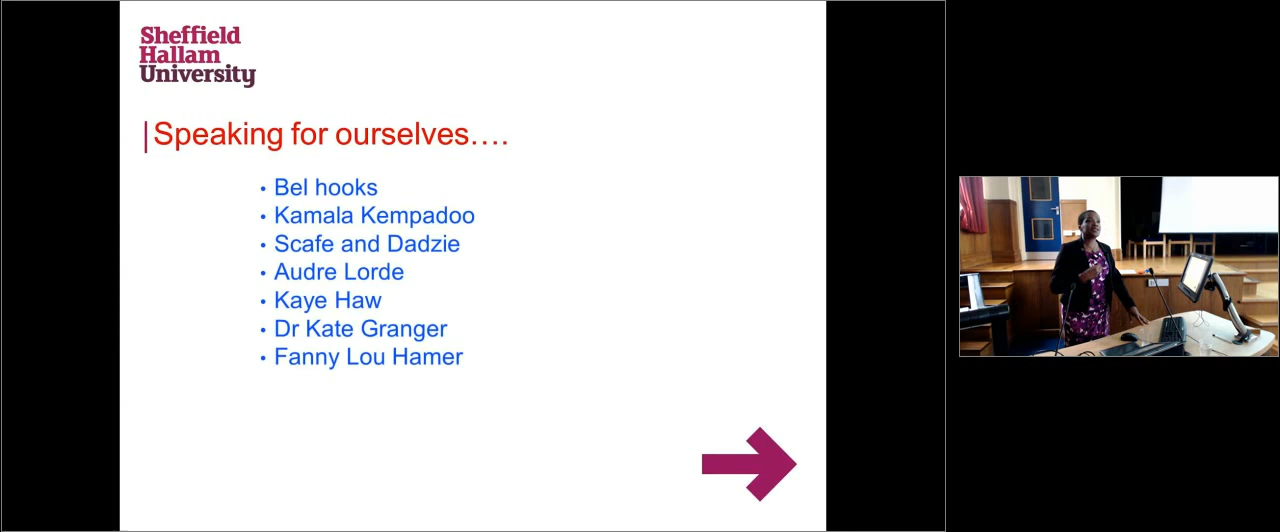 Sheffield
Hallam
University
Speaking for ourselves....
• Bel hooks
• Kamala Kempadoo
• Scafe and Dadzie
• Audre Lorde
• Kaye Haw
• Dr Kate Granger
• Fanny Lou Hamer